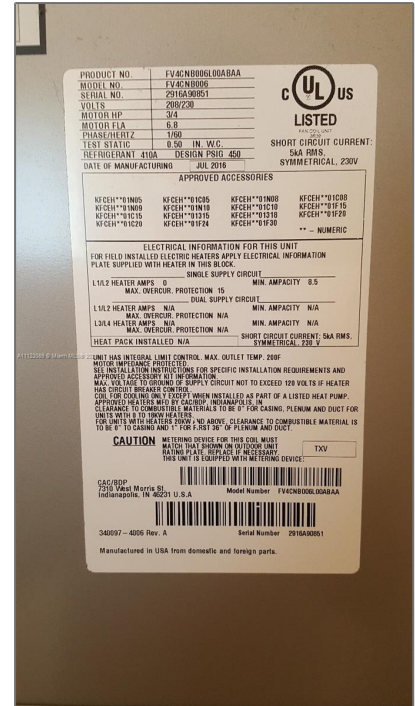 PRODUCT NO. FV4CNB006L00ABAA
MODEL NO. FV4CNB006
SERIAL NO. 2916A90851
VOLTS 208/230
MOTOR HP 3/4
MOTOR FLA 6.8
PHASE/HERTZ 1/60
TEST STATIC 0.50 IN. W.C.
REFRIGERANT 410A DESIGN PSIG 450
DATE OF MANUFACTURING JUL 2016
C UL US
LISTED
FAN COIL UNIT
SHORT CIRCUIT CURRENT:
5kA RMS,
SYMMETRICAL, 230V
APPROVED ACCESSORIES
KFCEH**01N05 KFCEH**01C05 KFCEH**01N08 KFCEH**01C08
KFCEH**01N09 KFCEH**01N10 KFCEH**01C10 KFCEH**01F15
KFCEH**01C15 KFCEH**01315 KFCEH**01318 KFCEH**01F20
KFCEH**01C20 KFCEH**01F24 KFCEH**01F30
** - NUMERIC
ELECTRICAL INFORMATION FOR THIS UNIT
FOR FIELD INSTALLED ELECTRIC HEATERS APPLY ELECTRICAL INFORMATION
PLATE SUPPLIED WITH HEATER IN THIS BLOCK.
SINGLE SUPPLY CIRCUIT
L1/L2 HEATER AMPS 0 MIN. AMPACITY 8.5
MAX. OVERCUR. PROTECTION 15
DUAL SUPPLY CIRCUIT
L1/L2 HEATER AMPS N/A MIN. AMPACITY N/A
MAX. OVERCUR. PROTECTION N/A
L3/L4 HEATER AMPS N/A MIN. AMPACITY N/A
MAX. OVERCUR. PROTECTION N/A
HEAT PACK INSTALLED N/A SHORT CIRCUIT CURRENT: 5kA RMS,
SYMMETRICAL, 230 V
UNIT HAS INTEGRAL LIMIT CONTROL. MAX. OUTLET TEMP. 200F
MOTOR IMPEDANCE PROTECTED.
SEE INSTALLATION INSTRUCTIONS FOR SPECIFIC INSTALLATION REQUIREMENTS AND
APPROVED ACCESSORY KIT INFORMATION.
MAX. VOLTAGE TO GROUND OF SUPPLY CIRCUIT NOT TO EXCEED 120 VOLTS IF HEATER
HAS CIRCUIT BREAKER CONTROL.
COIL FOR COOLING ONLY EXCEPT WHEN INSTALLED AS PART OF A LISTED HEAT PUMP.
APPROVED HEATERS MFD BY CAC/BDP, INDIANAPOLIS, IN
CLEARANCE TO COMBUSTIBLE MATERIALS TO BE 0" FOR CASING, PLENUM AND DUCT FOR
UNITS WITH 0 TO 18KW HEATERS.
FOR UNITS WITH HEATERS 20KW AND ABOVE, CLEARANCE TO COMBUSTIBLE MATERIAL IS
TO BE 0" TO CASING AND 1" FOR FIRST 36" OF PLENUM AND DUCT.
CAUTION METERING DEVICE FOR THIS COIL MUST
MATCH THAT SHOWN ON OUTDOOR UNIT
RATING PLATE. REPLACE IF NECESSARY.
THIS UNIT IS EQUIPPED WITH METERING DEVICE:
TXV
CAC/BDP
7310 West Morris St.
Indianapolis, IN 46231 U.S.A
Model Number FV4CNB006L00ABAA
340097-4006 Rev. A Serial Number 2916A90851
Manufactured in USA from domestic and foreign parts.